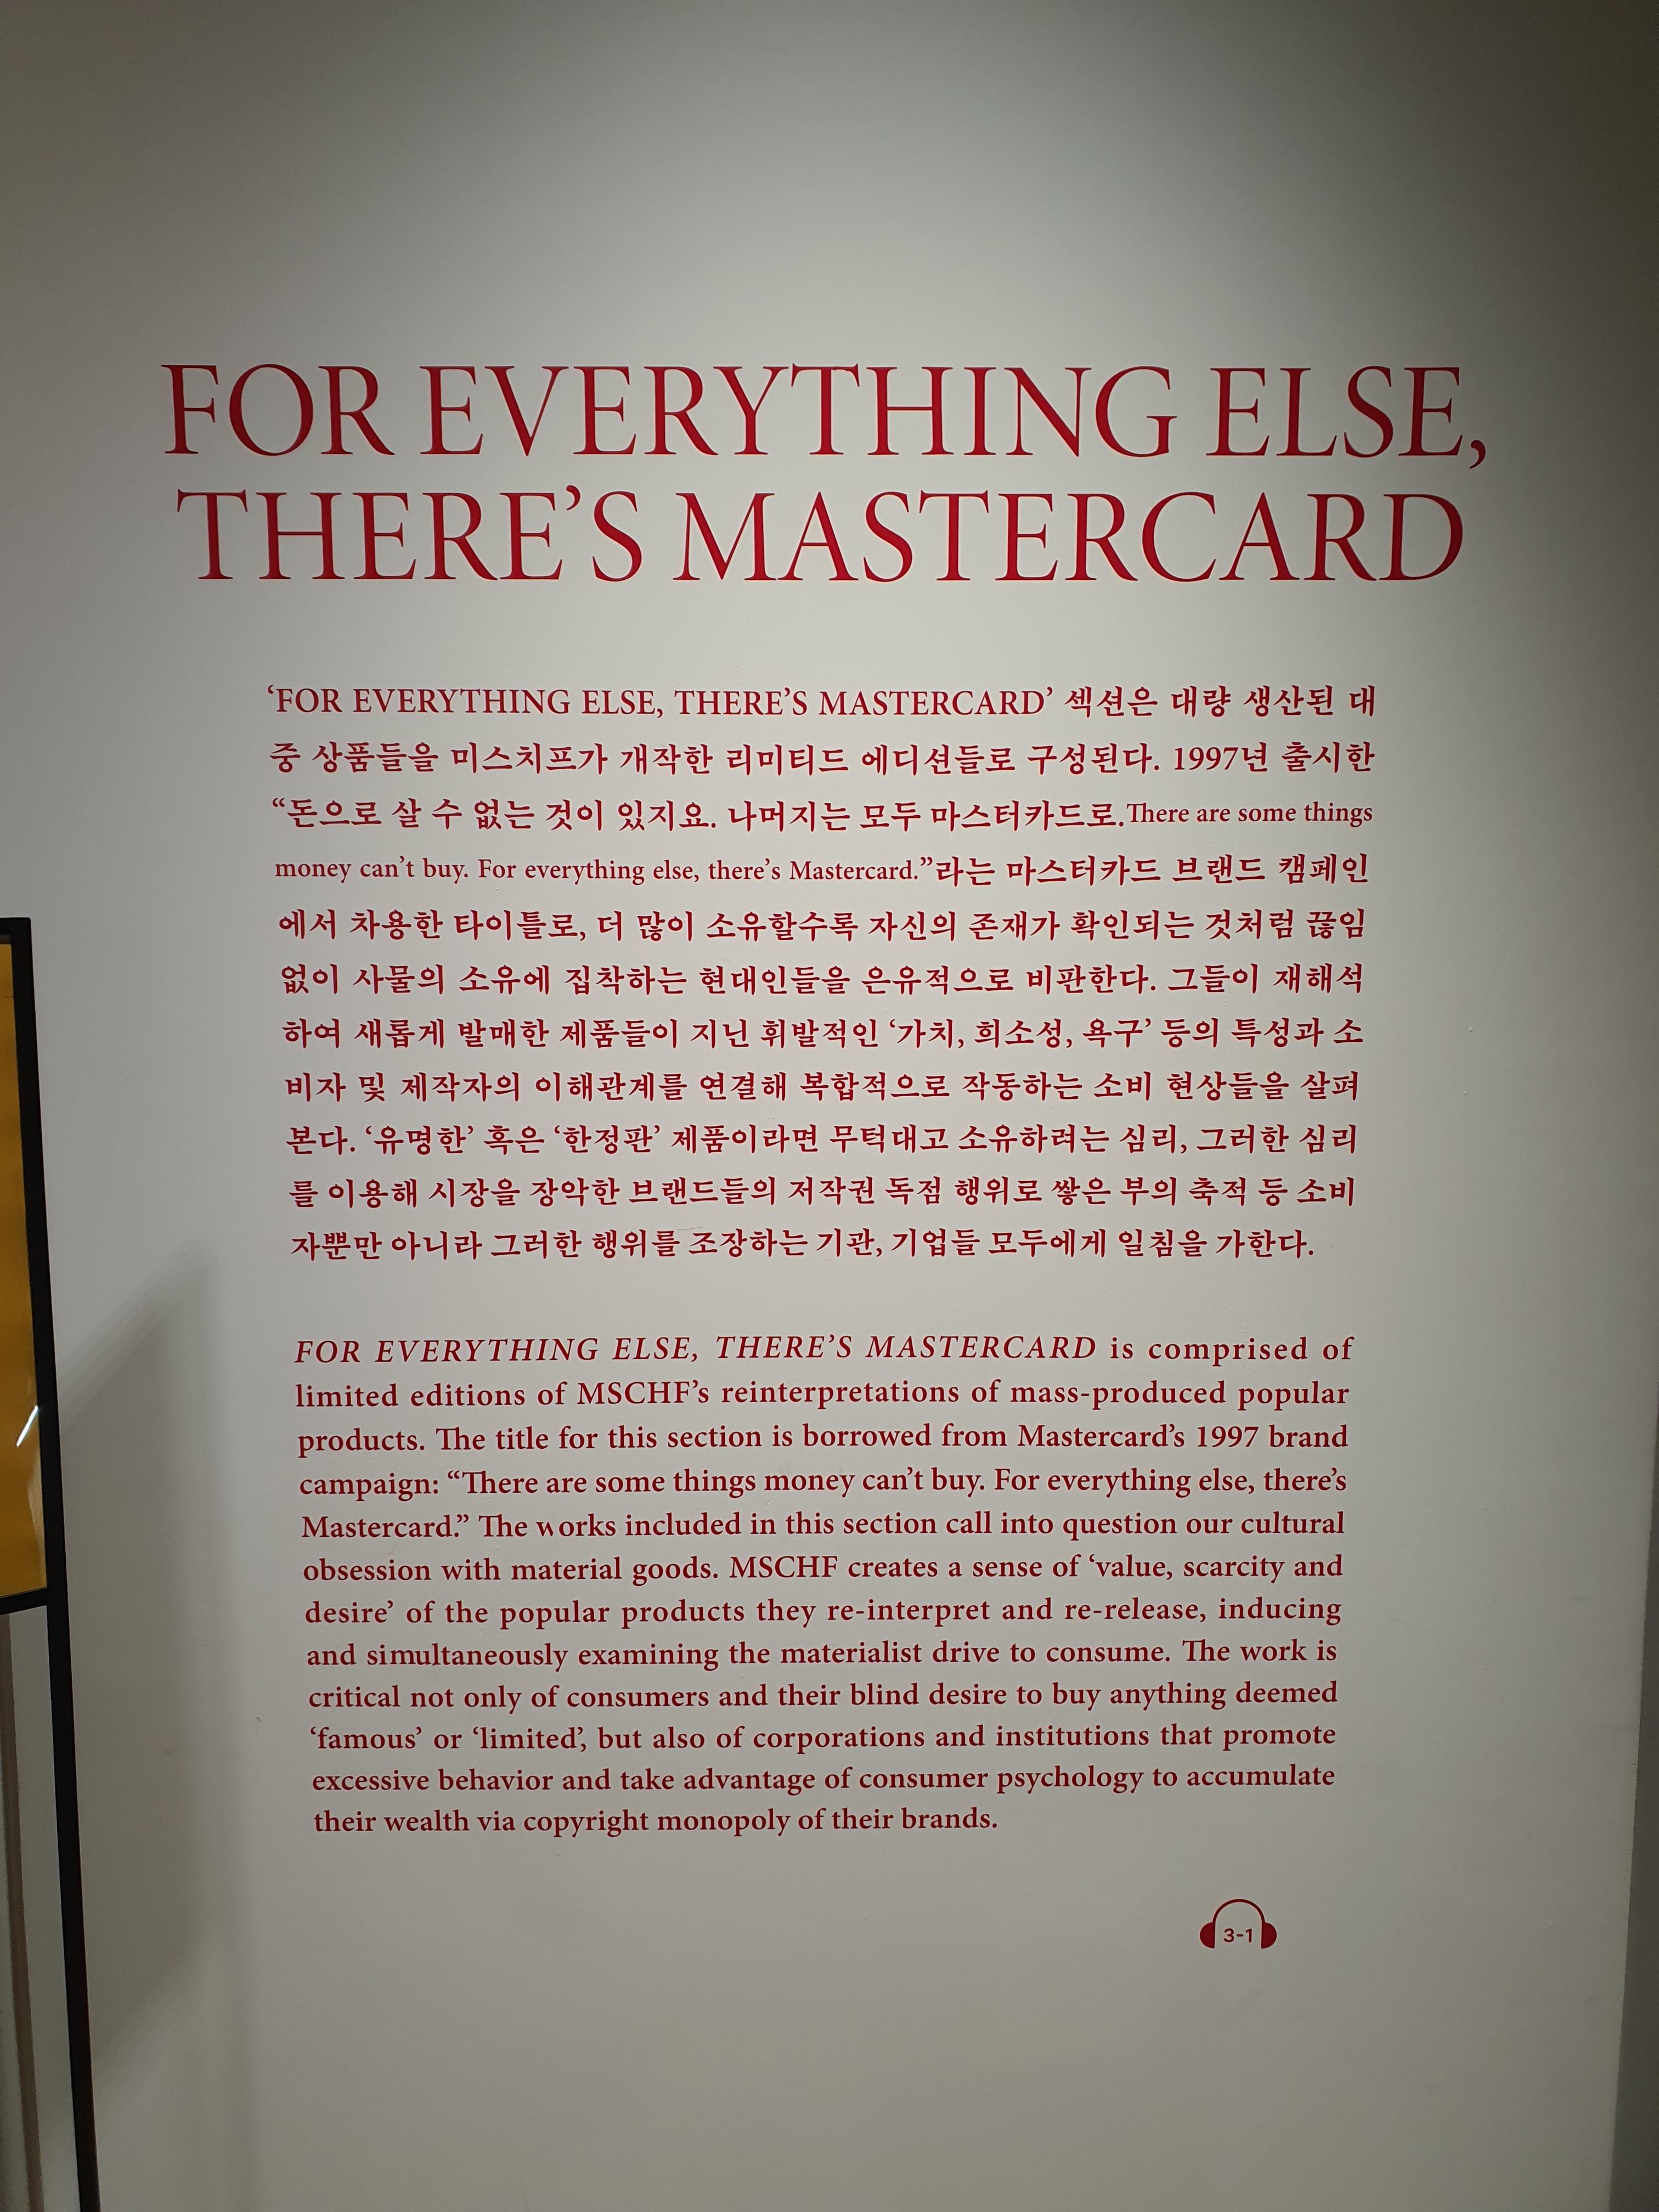 FOR EVERYTHING ELSE,
THERE’S MASTERCARD
‘FOR EVERYTHING ELSE, THERE’S MASTERCARD’ 섹션은 대량 생산된 대
중 상품들을 미스치프가 개작한 리미티드 에디션들로 구성된다. 1997년 출시한
“돈으로 살 수 없는 것이 있지요. 나머지는 모두 마스터카드로.There are some things
money can’t buy. For everything else, there’s Mastercard.”라는 마스터카드 브랜드 캠페인
에서 차용한 타이틀로, 더 많이 소유할수록 자신의 존재가 확인되는 것처럼 끊임
없이 사물의 소유에 집착하는 현대인들을 은유적으로 비판한다. 그들이 재해석
하여 새롭게 발매한 제품들이 지닌 휘발적인 ‘가치, 희소성, 욕구’ 등의 특성과 소
비자 및 제작자의 이해관계를 연결해 복합적으로 작동하는 소비 현상들을 살펴
본다. ‘유명한’ 혹은 ‘한정판’ 제품이라면 무턱대고 소유하려는 심리, 그러한 심리
를 이용해 시장을 장악한 브랜드들의 저작권 독점 행위로 쌓은 부의 축적 등 소비
자뿐만 아니라 그러한 행위를 조장하는 기관, 기업들 모두에게 일침을 가한다.
FOR EVERYTHING ELSE, THERE’S MASTERCARD is comprised of
limited editions of MSCHF’s reinterpretations of mass-produced popular
products. The title for this section is borrowed from Mastercard’s 1997 brand
campaign: “There are some things money can’t buy. For everything else, there’s
Mastercard.” The works included in this section call into question our cultural
obsession with material goods. MSCHF creates a sense of ‘value, scarcity and
desire’ of the popular products they re-interpret and re-release, inducing
and simultaneously examining the materialist drive to consume. The work is
critical not only of consumers and their blind desire to buy anything deemed
‘famous’ or ‘limited’, but also of corporations and institutions that promote
excessive behavior and take advantage of consumer psychology to accumulate
their wealth via copyright monopoly of their brands.
3-1